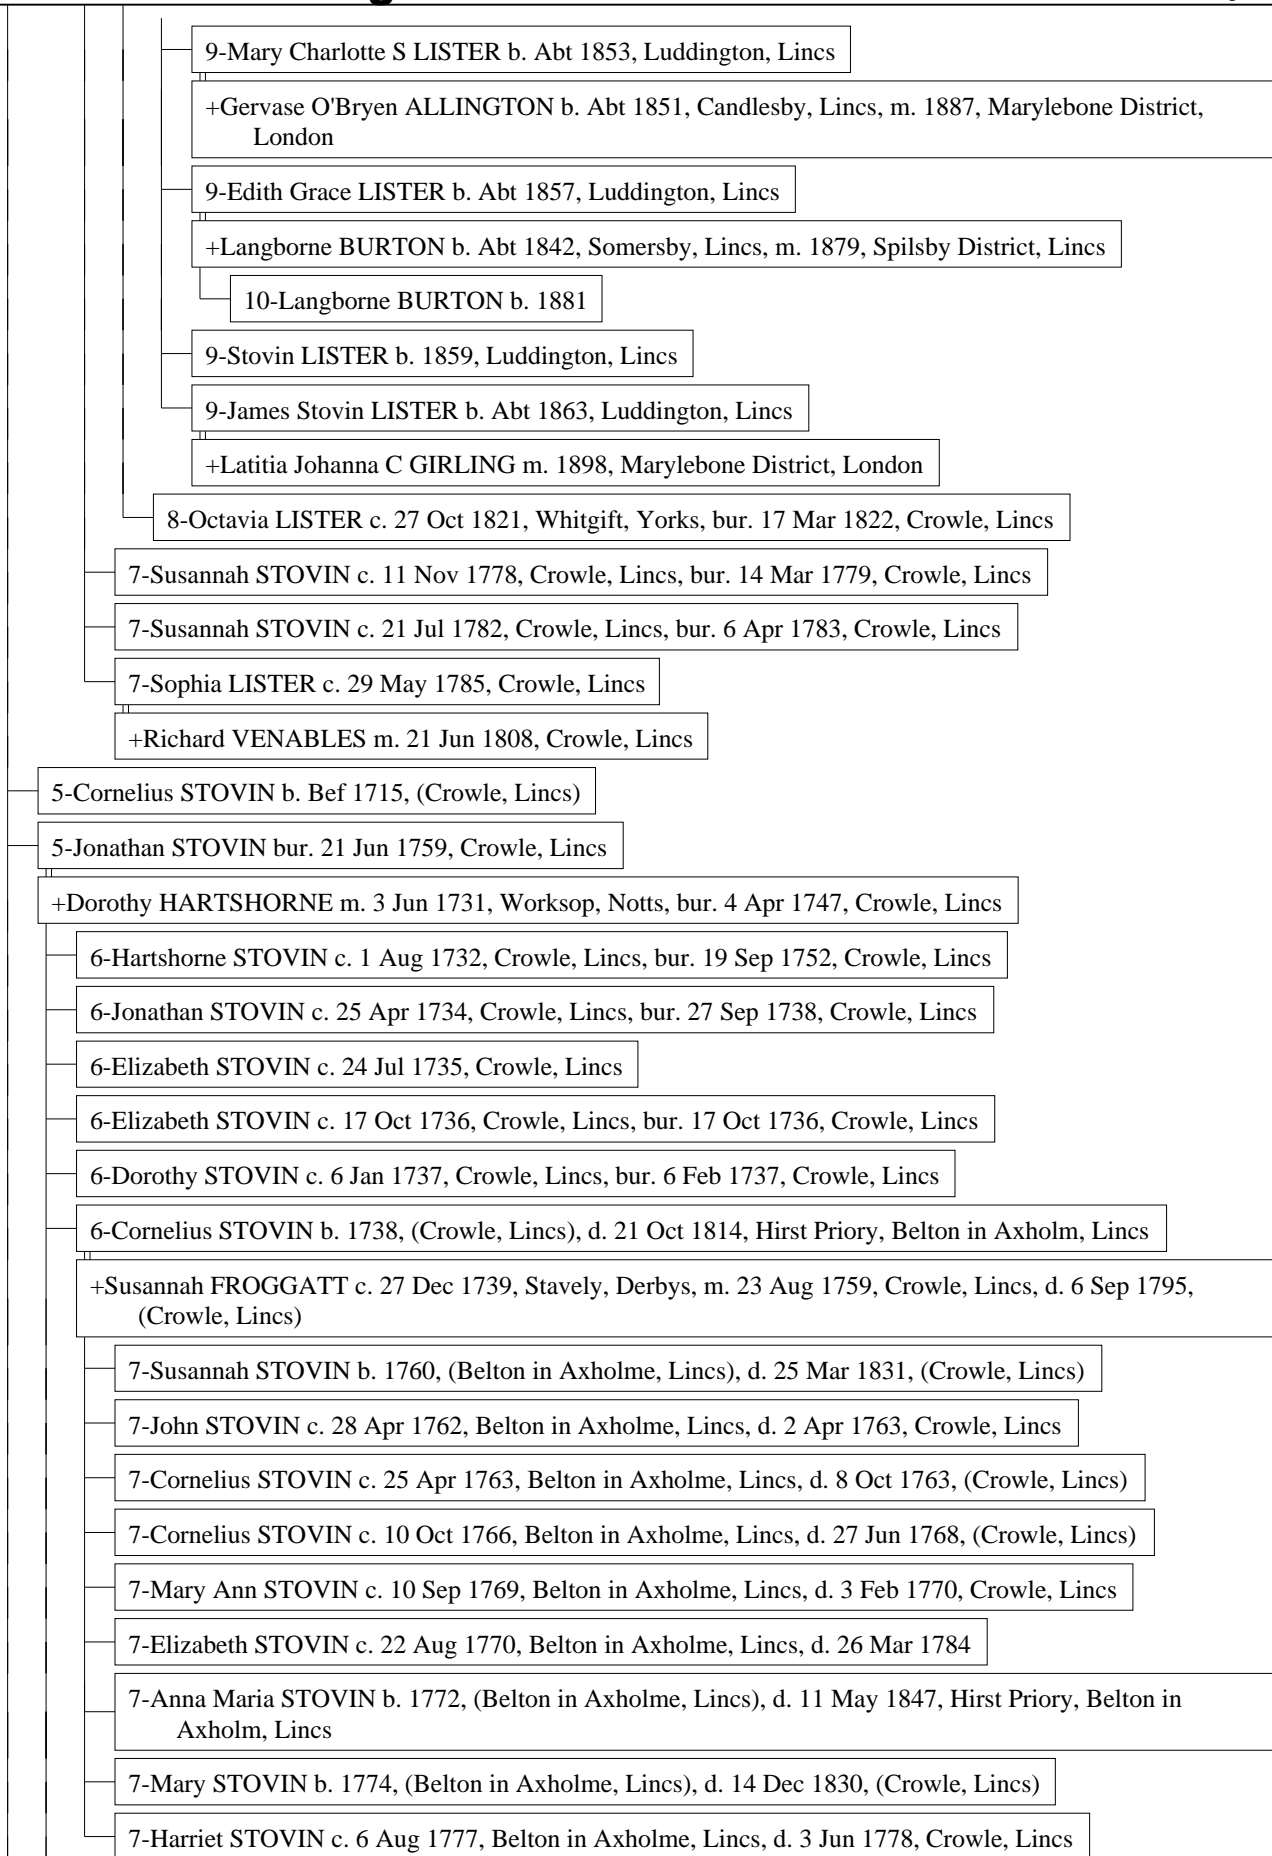 9-Mary Charlotte S LISTER b. Abt 1853, Luddington, Lincs
+Gervase O'Bryen ALLINGTON b. Abt 1851, Candlesby, Lincs, m. 1887, Marylebone District,
London
9-Edith Grace LISTER b. Abt 1857, Luddington, Lincs
+Langborne BURTON b. Abt 1842, Somersby, Lincs, m. 1879, Spilsby District, Lincs
10-Langborne BURTON b. 1881
9-Stovin LISTER b. 1859, Luddington, Lincs
9-James Stovin LISTER b. Abt 1863, Luddington, Lincs
+Latitia Johanna C GIRLING m. 1898, Marylebone District, London
8-Octavia LISTER c. 27 Oct 1821, Whitgift, Yorks, bur. 17 Mar 1822, Crowle, Lincs
7-Susannah STOVIN c. 11 Nov 1778, Crowle, Lincs, bur. 14 Mar 1779, Crowle, Lincs
7-Susannah STOVIN c. 21 Jul 1782, Crowle, Lincs, bur. 6 Apr 1783, Crowle, Lincs
7-Sophia LISTER c. 29 May 1785, Crowle, Lincs
+Richard VENABLES m. 21 Jun 1808, Crowle, Lincs
5-Cornelius STOVIN b. Bef 1715, (Crowle, Lincs)
5-Jonathan STOVIN bur. 21 Jun 1759, Crowle, Lincs
+Dorothy HARTSHORNE m. 3 Jun 1731, Worksop, Notts, bur. 4 Apr 1747, Crowle, Lincs
6-Hartshorne STOVIN c. 1 Aug 1732, Crowle, Lincs, bur. 19 Sep 1752, Crowle, Lincs
6-Jonathan STOVIN c. 25 Apr 1734, Crowle, Lincs, bur. 27 Sep 1738, Crowle, Lincs
6-Elizabeth STOVIN c. 24 Jul 1735, Crowle, Lincs
6-Elizabeth STOVIN c. 17 Oct 1736, Crowle, Lincs, bur. 17 Oct 1736, Crowle, Lincs
6-Dorothy STOVIN c. 6 Jan 1737, Crowle, Lincs, bur. 6 Feb 1737, Crowle, Lincs
6-Cornelius STOVIN b. 1738, (Crowle, Lincs), d. 21 Oct 1814, Hirst Priory, Belton in Axholm, Lincs
+Susannah FROGGATT c. 27 Dec 1739, Stavely, Derbys, m. 23 Aug 1759, Crowle, Lincs, d. 6 Sep 1795,
(Crowle, Lincs)
7-Susannah STOVIN b. 1760, (Belton in Axholme, Lincs), d. 25 Mar 1831, (Crowle, Lincs)
7-John STOVIN c. 28 Apr 1762, Belton in Axholme, Lincs, d. 2 Apr 1763, Crowle, Lincs
7-Cornelius STOVIN c. 25 Apr 1763, Belton in Axholme, Lincs, d. 8 Oct 1763, (Crowle, Lincs)
7-Cornelius STOVIN c. 10 Oct 1766, Belton in Axholme, Lincs, d. 27 Jun 1768, (Crowle, Lincs)
7-Mary Ann STOVIN c. 10 Sep 1769, Belton in Axholme, Lincs, d. 3 Feb 1770, Crowle, Lincs
7-Elizabeth STOVIN c. 22 Aug 1770, Belton in Axholme, Lincs, d. 26 Mar 1784
7-Anna Maria STOVIN b. 1772, (Belton in Axholme, Lincs), d. 11 May 1847, Hirst Priory, Belton in
Axholm, Lincs
7-Mary STOVIN b. 1774, (Belton in Axholme, Lincs), d. 14 Dec 1830, (Crowle, Lincs)
7-Harriet STOVIN c. 6 Aug 1777, Belton in Axholme, Lincs, d. 3 Jun 1778, Crowle, Lincs